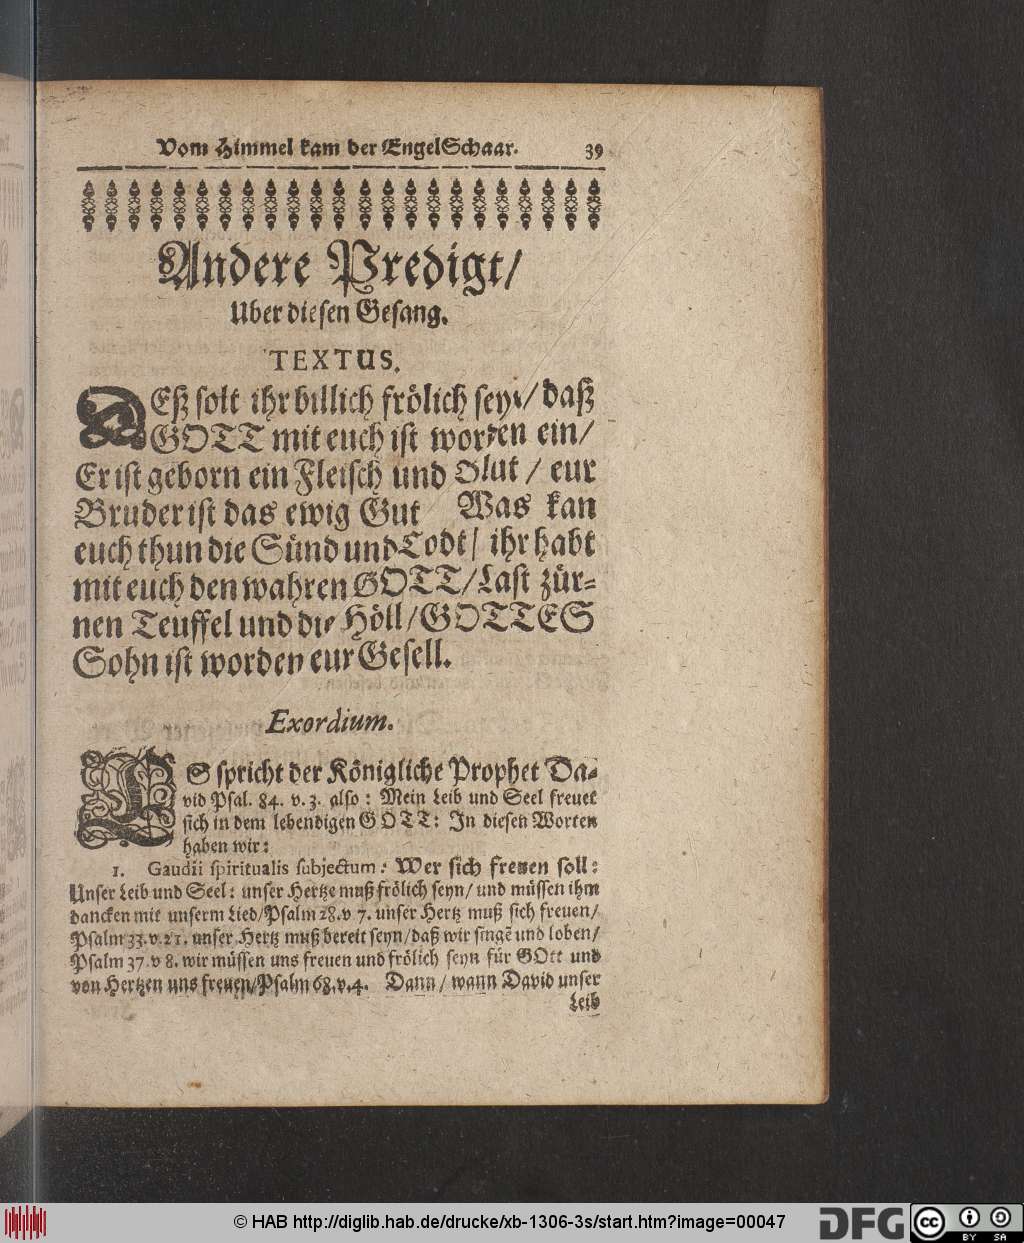 Vom Himmel kam der EngelSchaar. 39
Andere Predigt/
Uber diesen Gesang.
TEXTUS.
DEß solt ihr billich frölich seyn/ daß
GOTT mit euch ist worden ein/
Er ist geborn ein Fleisch und Blut / eur
Bruder ist das ewig Gut Was kan
euch thun die Sünd und Todt/ ihr habt
mit euch den wahren GOTT/ Last zür-
nen Teuffel und die Höll/ GOTTES
Sohn ist worden eur Gesell.
Exordium.
ES spricht der Königliche Prophet Da-
vid Psal. 84. v. 3. also: Mein Leib und Seel freuet
sich in dem lebendigen GOTT: In diesen Worten
haben wir:
1. Gaudii spiritualis subjectum: Wer sich freuen soll:
Unser Leib und Seel: unser Hertze muß frölich seyn/ und müssen ihm
dancken mit unserm Lied/ Psalm 28. v 7. unser Hertz muß sich freuen/
Psalm 33. v. 21. unser Hertz muß bereit seyn/ daß wir singē und loben/
Psalm 37. v 8. wir müssen uns freuen und frölich seyn für GOtt und
von Hertzen uns freuen/ Psalm 68. v. 4. Dann / wann David unser
Leib
© HAB http://diglib.hab.de/drucke/xb-1306-3s/start.htm?image=00047
DFG
cc BY SA